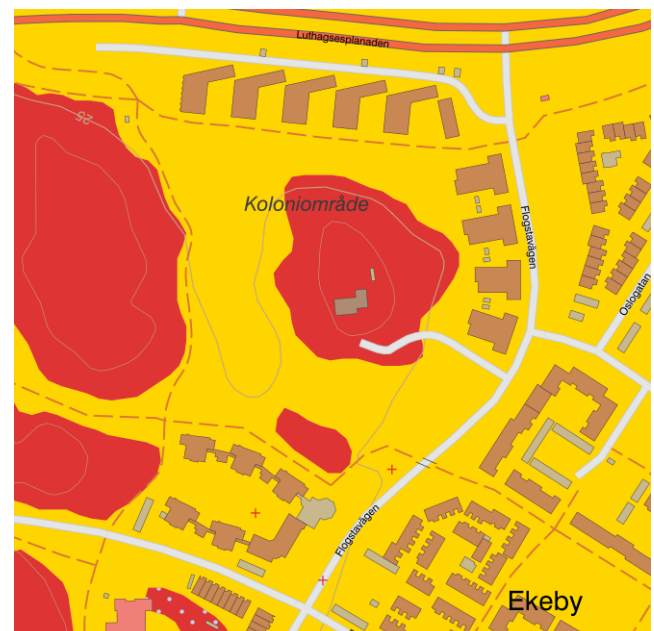 Luthagsesplanaden
25
Koloniområde
Flogstavägen
Oslogatan
Flogstavägen
Ekeby